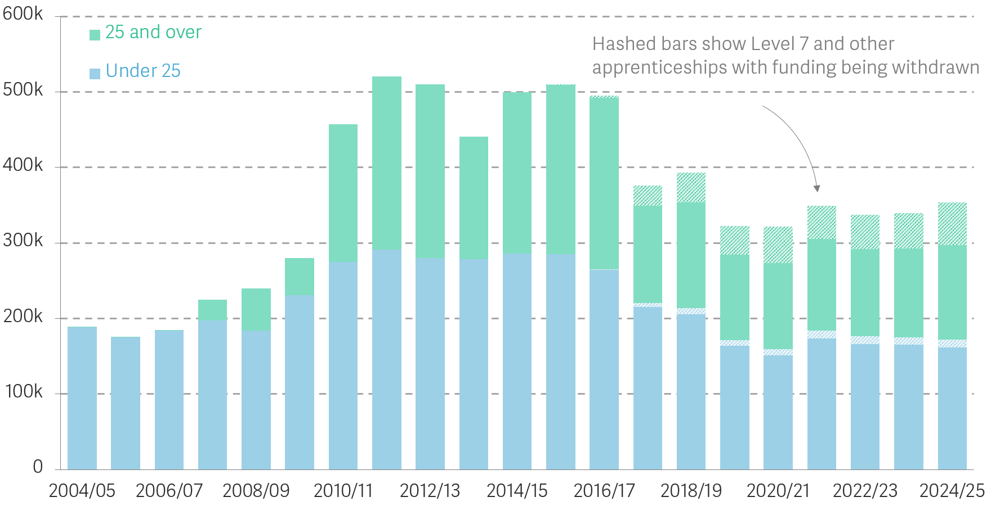 600k
25 and over
Hashed bars show Level 7 and other
apprenticeships with funding being withdrawn
Under 25
500k
400k
300k
200k
100k
0
2004/05 2006/07 2008/09 2010/11 2012/13 2014/15 2016/17 2018/19 2020/21 2022/23 2024/25